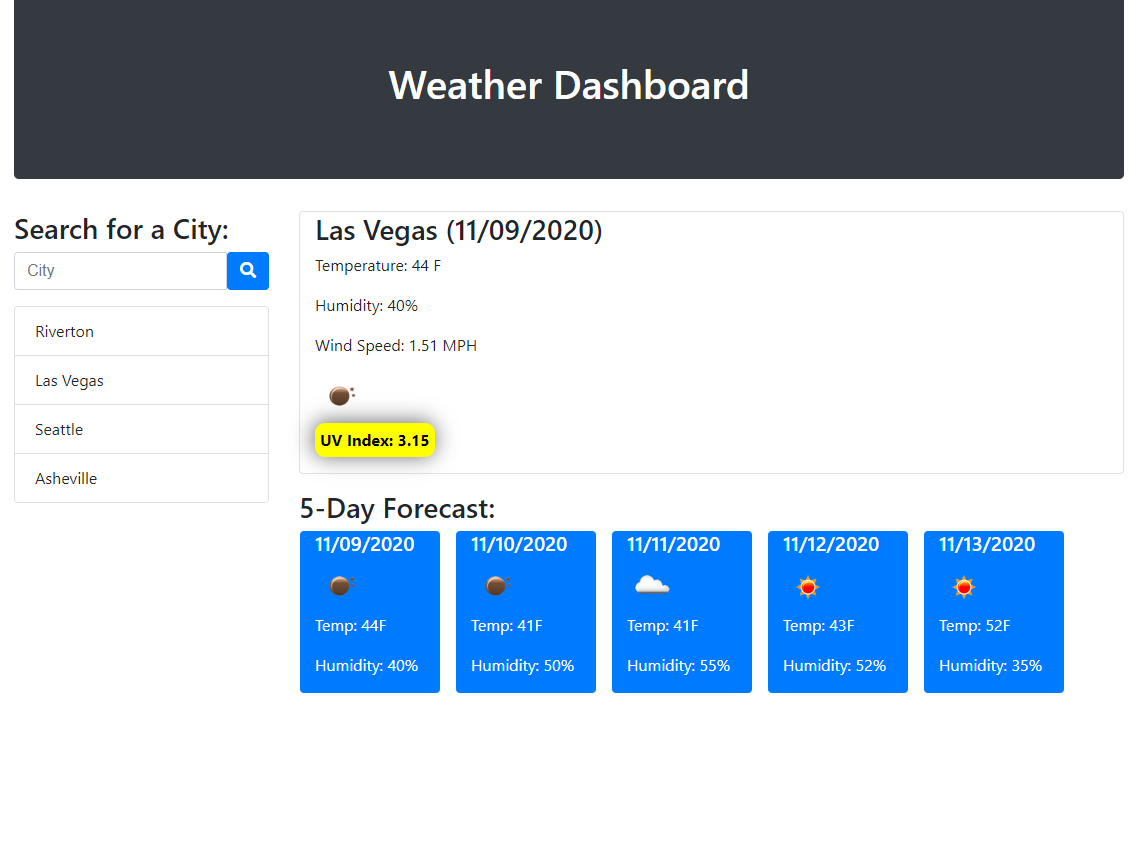 Weather Dashboard
Search for a City:
City
Riverton
Las Vegas
Seattle
Asheville
Las Vegas (11/09/2020)
Temperature: 44 F
Humidity: 40%
Wind Speed: 1.51 MPH
UV Index: 3.15
5-Day Forecast:
11/09/2020
Temp: 44F
Humidity: 40%
11/10/2020
Temp: 41F
Humidity: 50%
11/11/2020
Temp: 41F
Humidity: 55%
11/12/2020
Temp: 43F
Humidity: 52%
11/13/2020
Temp: 52F
Humidity: 35%